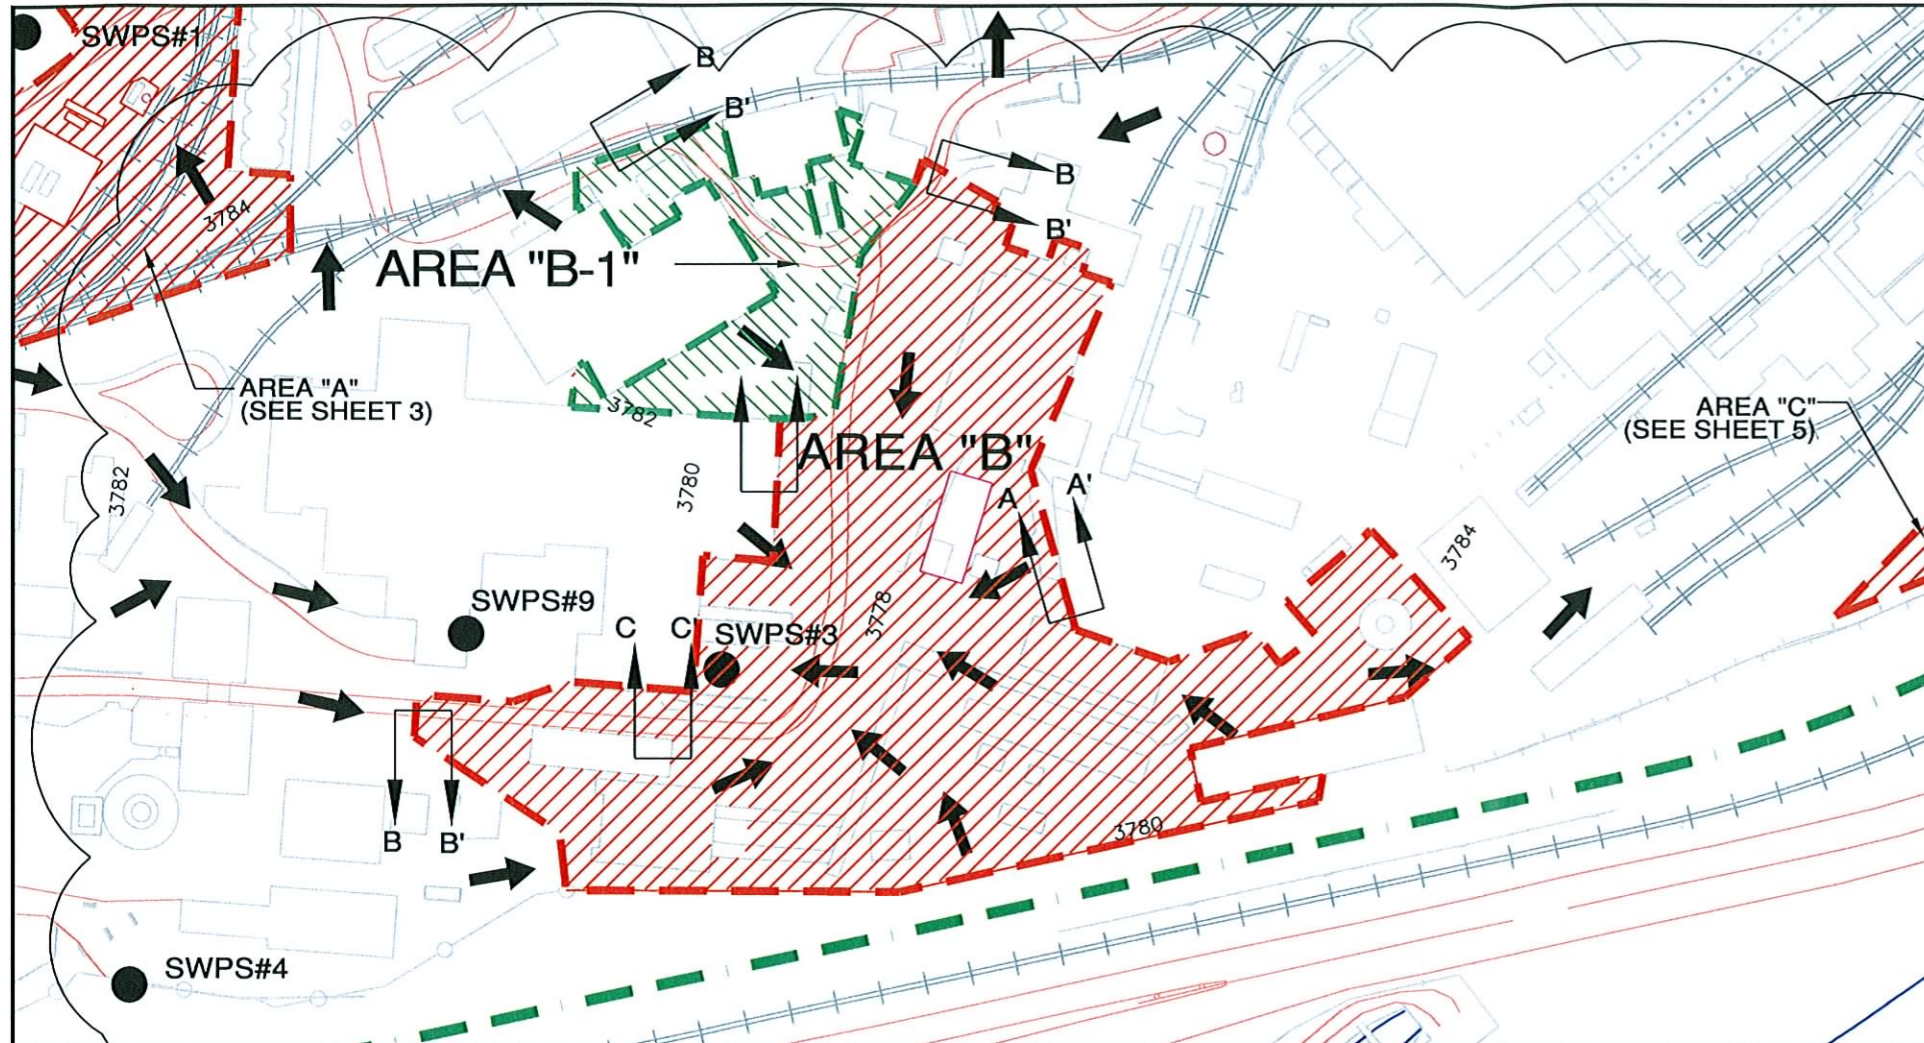 SWPS#1
B
B'
B
3784
B'
AREA "B-1"
AREA "A"
(SEE SHEET 3)
3782
AREA "C"
(SEE SHEET 5)
AREA "B"
3782
3780
A
A'
3784
SWPS#9
3778
C
C'
SWPS#3
3780
B
B'
SWPS#4